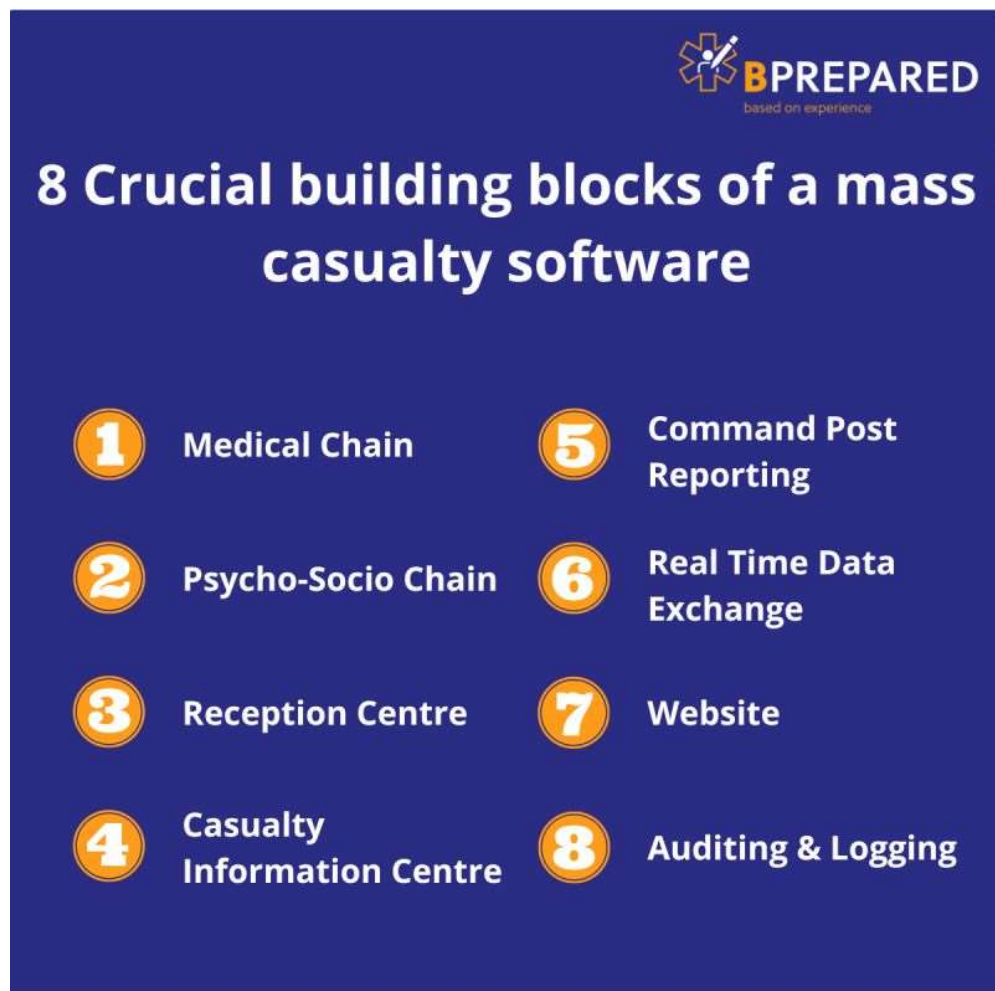 BPREPARED
based on experience
8 Crucial building blocks of a mass
casualty software
1 Medical Chain
2 Psycho-Socio Chain
3 Reception Centre
4 Casualty
Information Centre
5 Command Post
Reporting
6 Real Time Data
Exchange
7 Website
8 Auditing & Logging